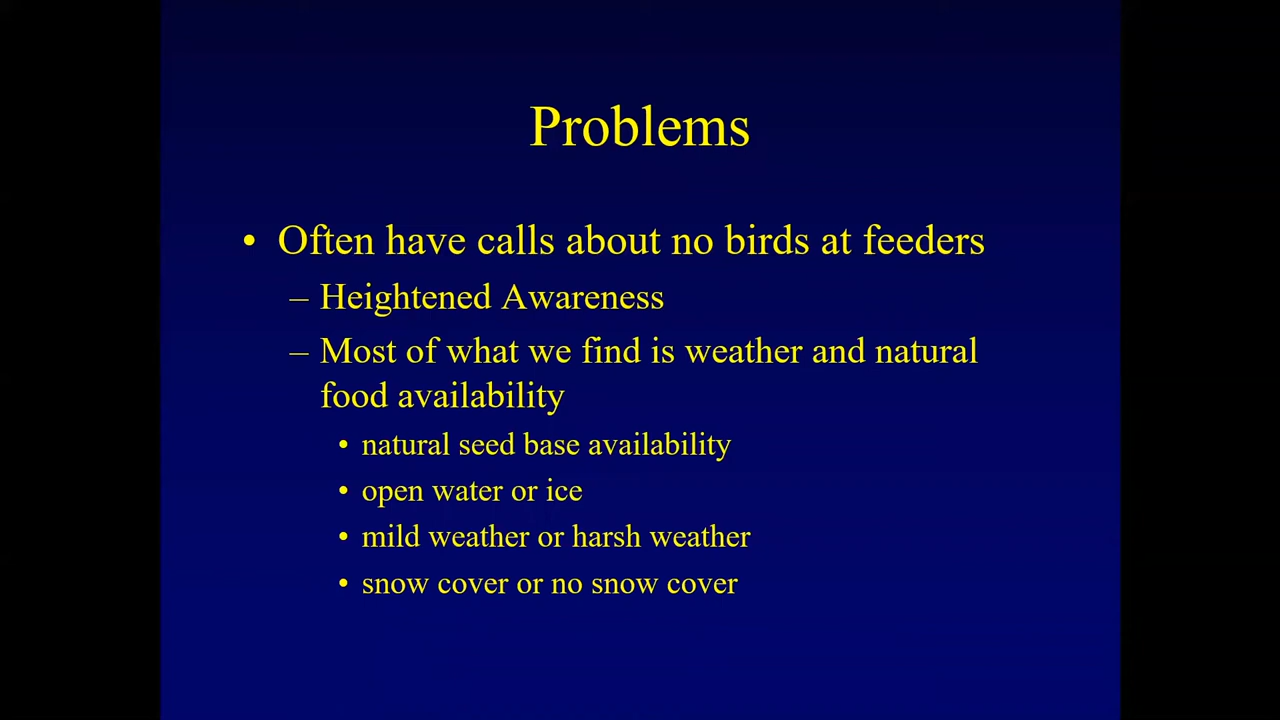 Problems
• Often have calls about no birds at feeders
– Heightened Awareness
– Most of what we find is weather and natural
food availability
• natural seed base availability
• open water or ice
• mild weather or harsh weather
• snow cover or no snow cover